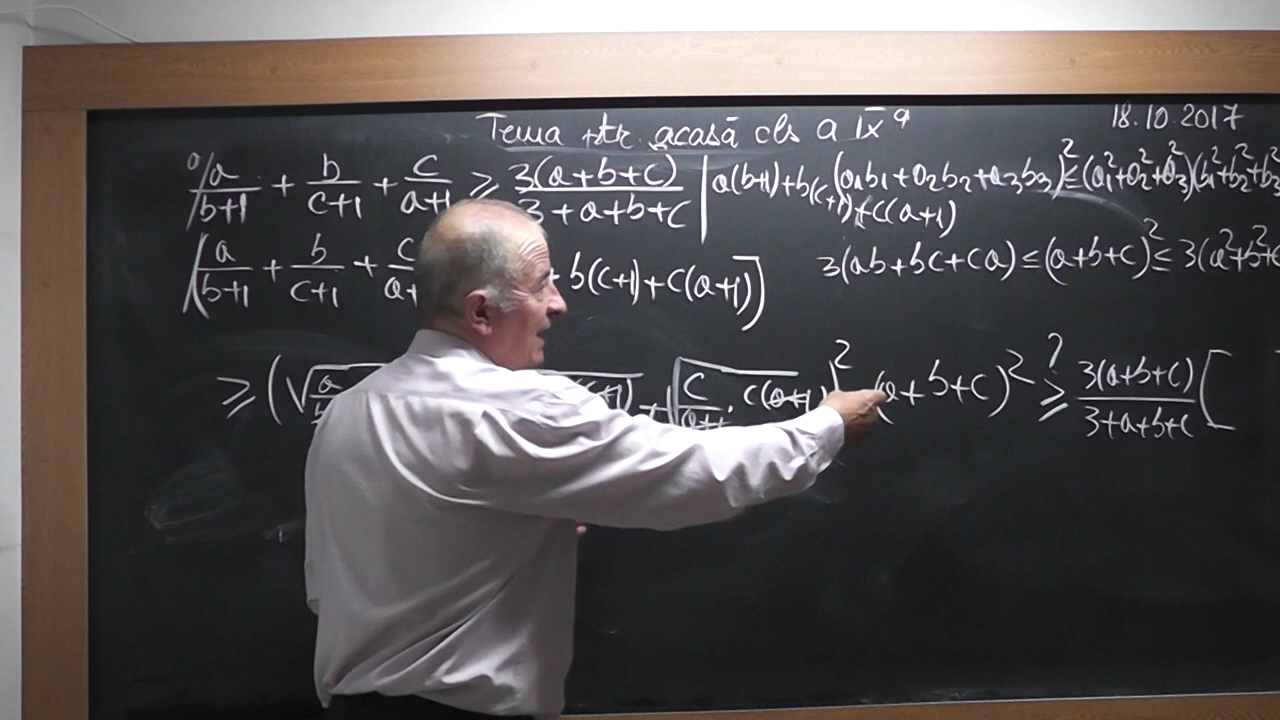 Tema ptr. acasă cls a IXª
18.10.2017
a) a/(b+1) + b/(c+1) + c/(a+1) ≥ 3(a+b+c)/(3+a+b+c) | a(b+1)+b(c+1)+c(a+1)
(a₁b₁+a₂b₂+a₃b₃)² ≤ (a₁²+a₂²+a₃²)(b₁²+b₂²+b₃²
(a/(b+1) + b/(c+1) + c/ b(c+1)+c(a+1)]
3(ab+bc+ca) ≤ (a+b+c)² ≤ 3(a²+b²+
≥ (√(a/ + √(c/(a+1) · c(a+1)))² (a+b+c)² ≥? 3(a+b+c)/(3+a+b+c) [